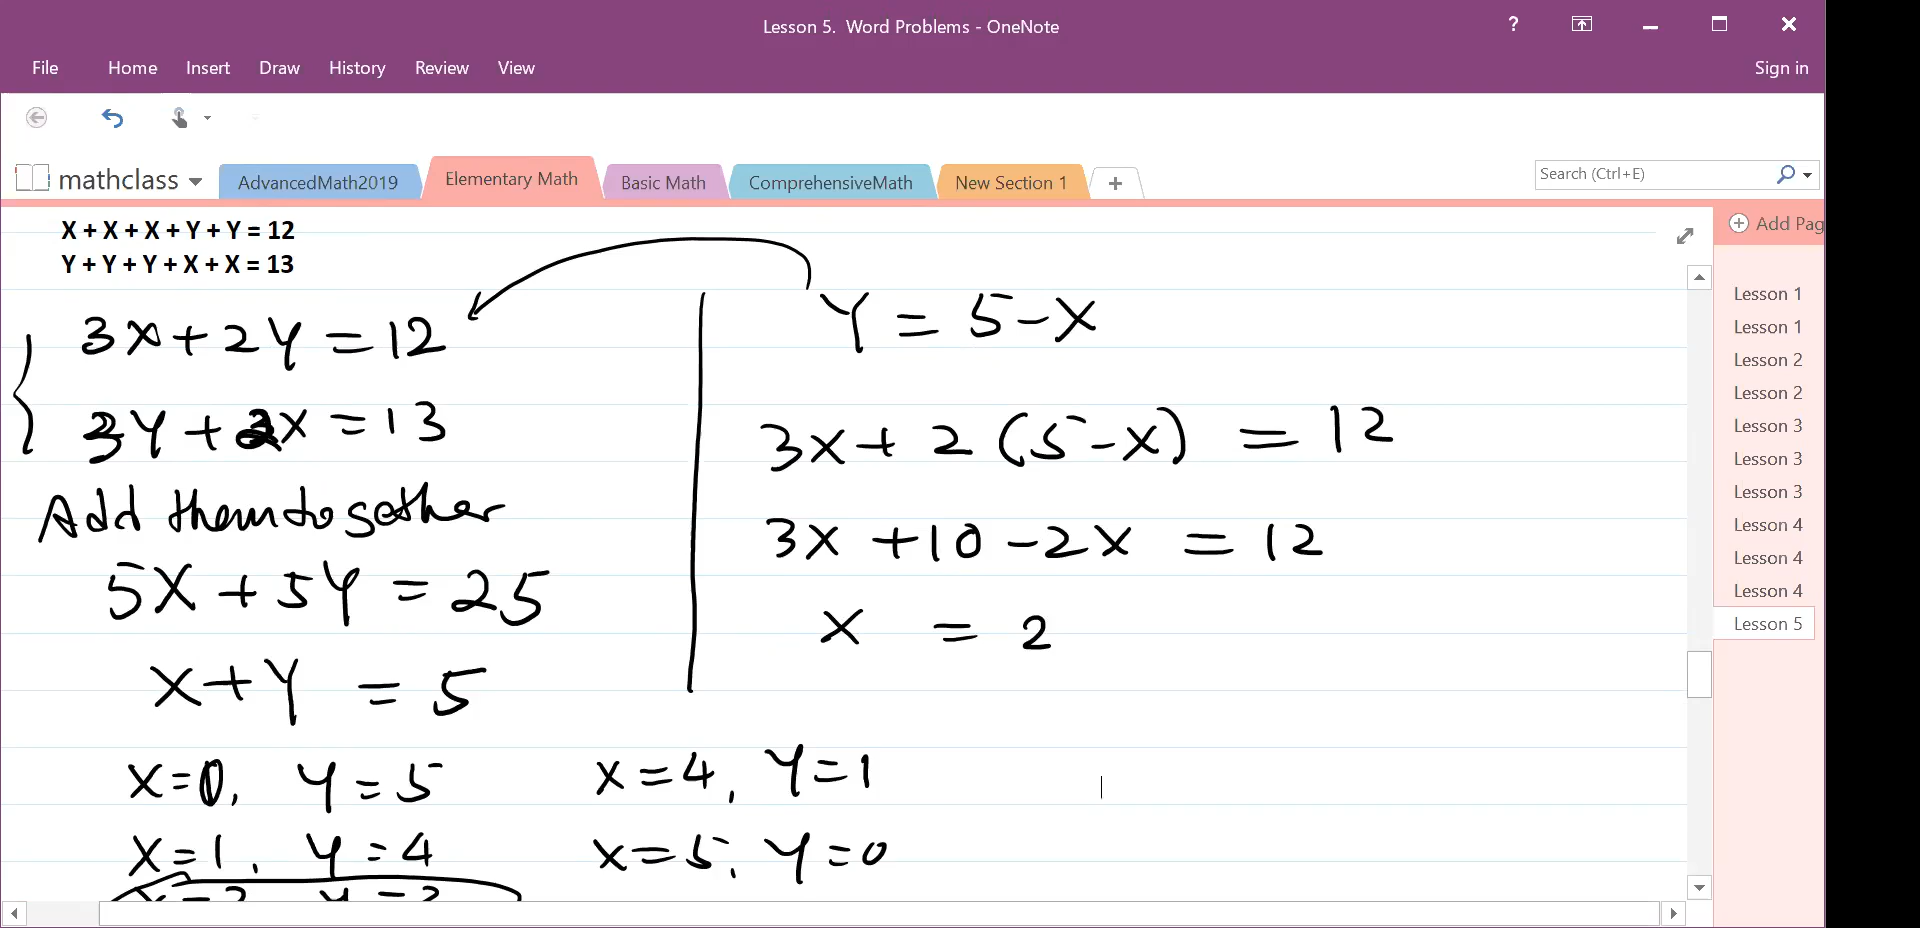 Lesson 5.  Word Problems - OneNote
?
File Home Insert Draw History Review View Sign in
mathclass AdvancedMath2019 Elementary Math Basic Math ComprehensiveMath New Section 1 + Search (Ctrl+E)
Add Pag
X + X + X + Y + Y = 12
Y + Y + Y + X + X = 13
3X + 2Y = 12
3Y + 2X = 13
Add them together
5X + 5Y = 25
X + Y = 5
X = 0, Y = 5
X = 1, Y = 4
Y = 5 - X
3X + 2 (5 - X) = 12
3X + 10 - 2X = 12
X = 2
X = 4, Y = 1
X = 5, Y = 0
Lesson 1
Lesson 1
Lesson 2
Lesson 2
Lesson 3
Lesson 3
Lesson 3
Lesson 4
Lesson 4
Lesson 4
Lesson 5